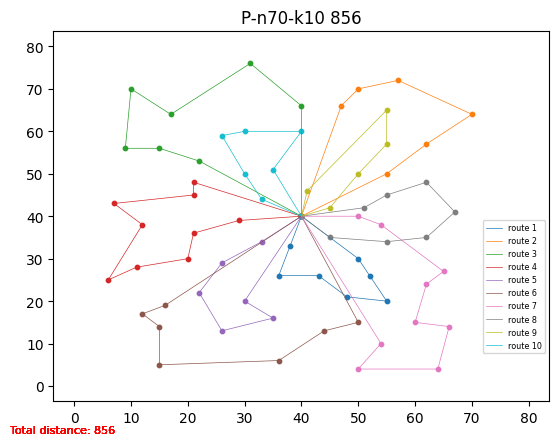 P-n70-k10 856
80
70
60
50
40
30
20
10
0
route 1
route 2
route 3
route 4
route 5
route 6
route 7
route 8
route 9
route 10
0 10 20 30 40 50 60 70 80
Total distance: 856